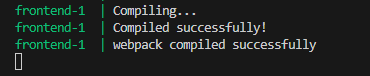 frontend-1  | Compiling...
frontend-1  | Compiled successfully!
frontend-1  | webpack compiled successfully